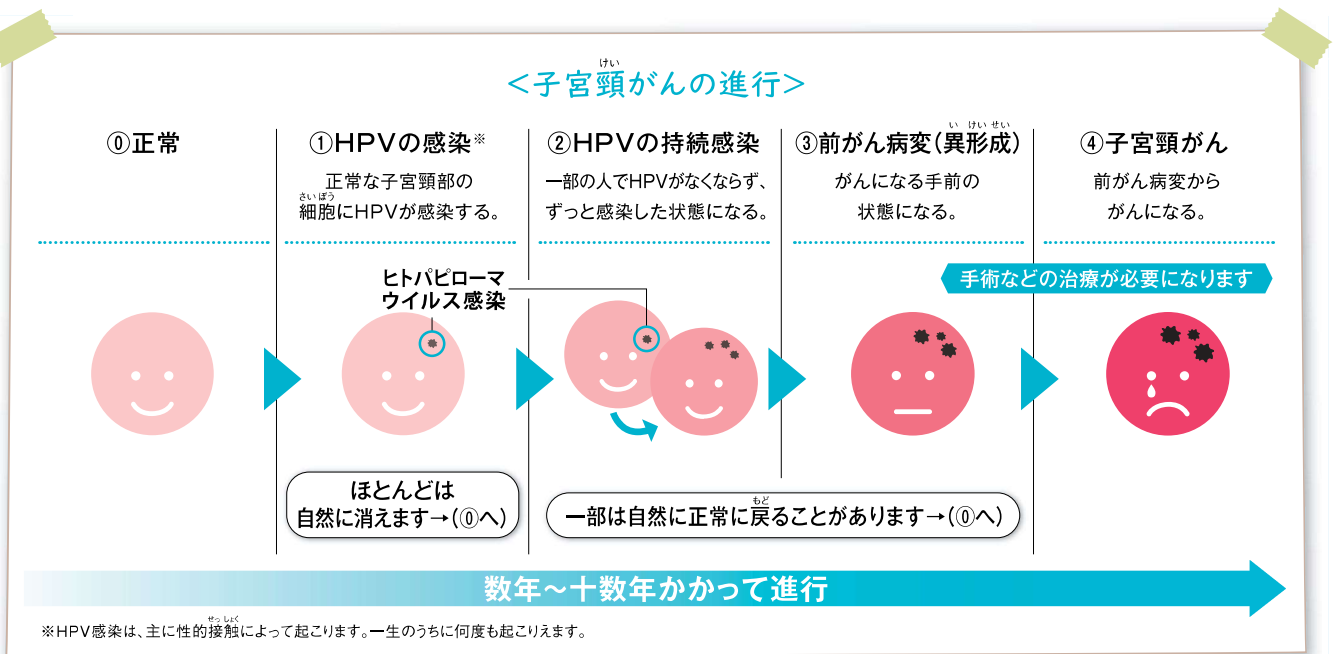 <子宮頸がんの進行>
けい
⓪正常
①HPVの感染※
正常な子宮頸部の
さいぼう
細胞にHPVが感染する。
②HPVの持続感染
一部の人でHPVがなくならず、
ずっと感染した状態になる。
い けいせい
③前がん病変(異形成)
がんになる手前の
状態になる。
④子宮頸がん
前がん病変から
がんになる。
手術などの治療が必要になります
ヒトパピローマ
ウイルス感染
ほとんどは
自然に消えます→(⓪へ)
もど
一部は自然に正常に戻ることがあります→(⓪へ)
数年~十数年かかって進行
せっしょく
※HPV感染は、主に性的接触によって起こります。一生のうちに何度も起こりえます。